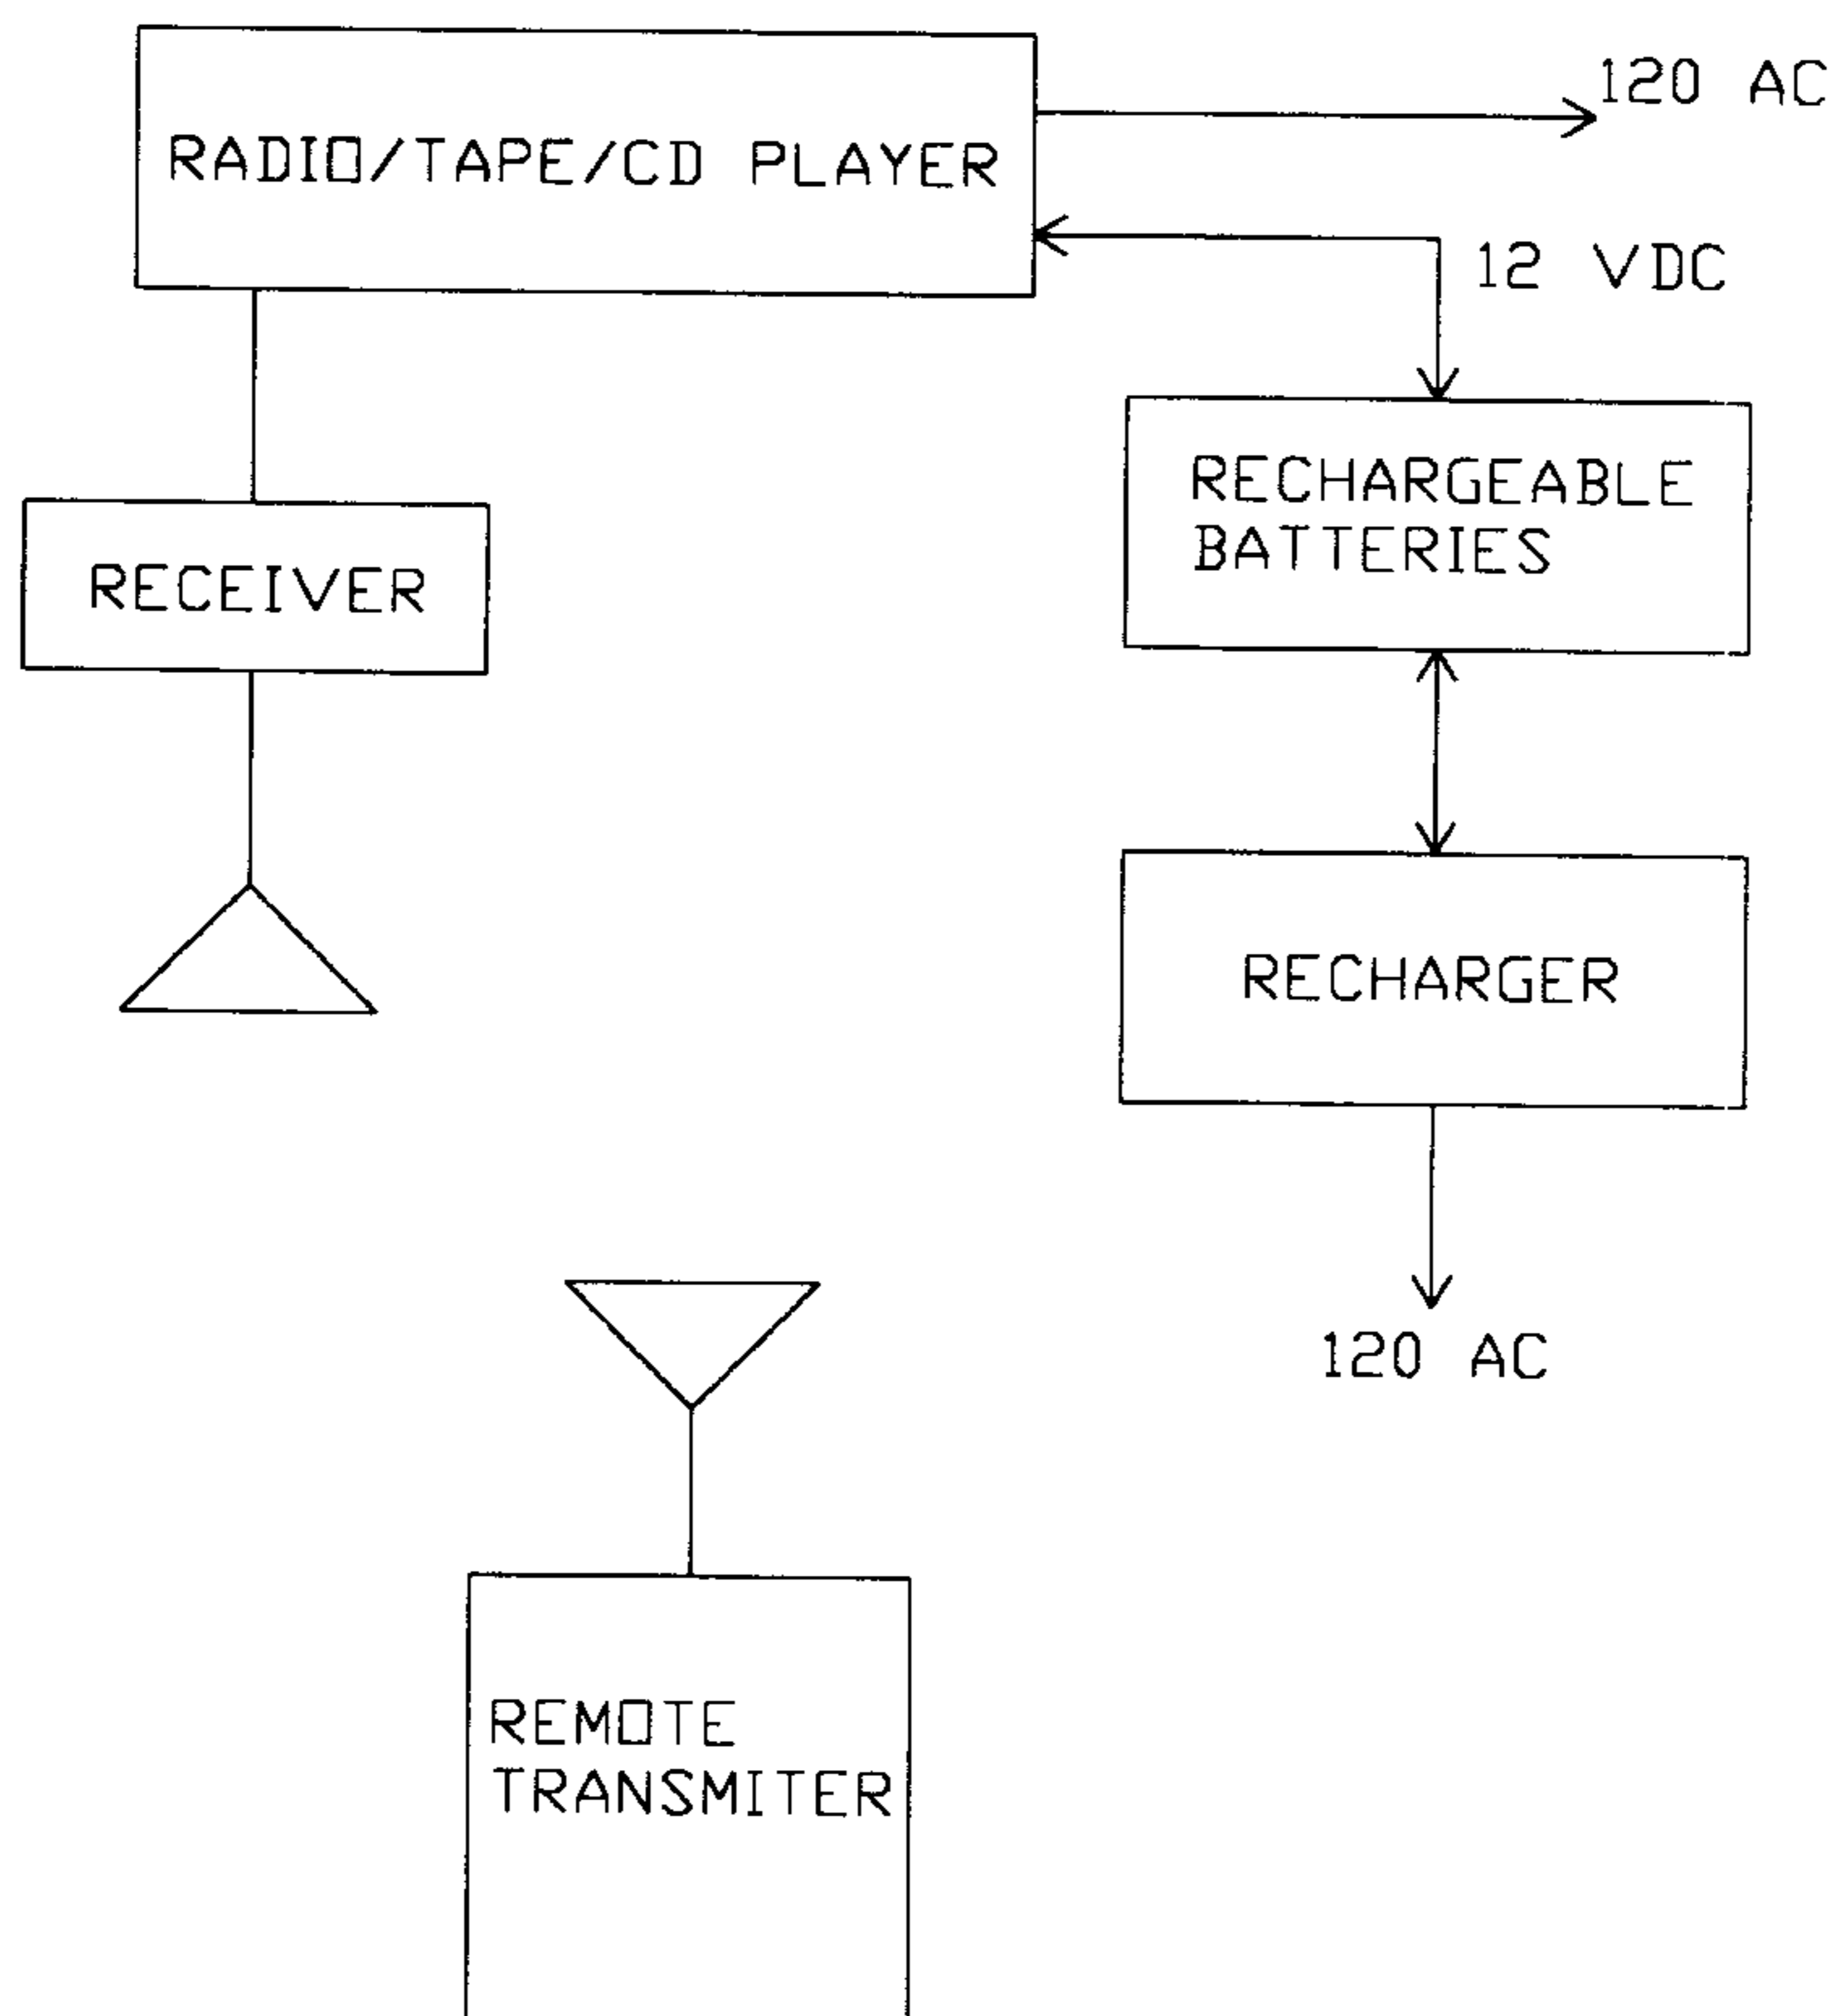 120 AC
RADIO/TAPE/CD PLAYER
12 VDC
RECHARGEABLE
BATTERIES
RECEIVER
RECHARGER
120 AC
REMOTE
TRANSMITER